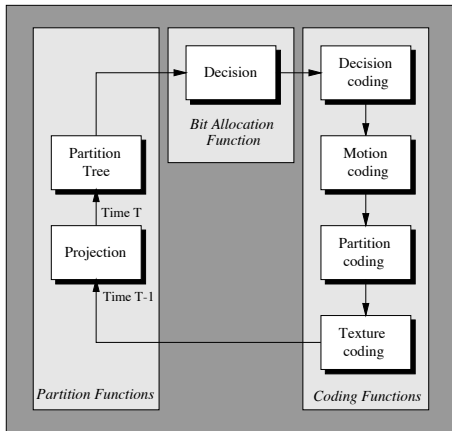 Decision
Bit Allocation
Function
Partition
Tree
Time T
Projection
Time T-1
Partition Functions
Decision
coding
Motion
coding
Partition
coding
Texture
coding
Coding Functions